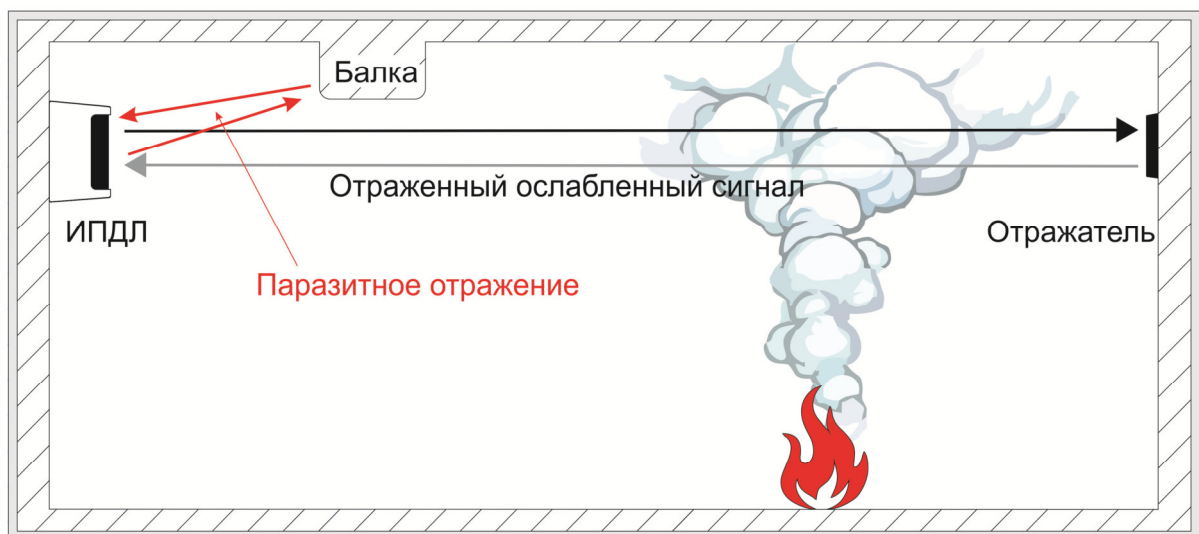 Балка
Отраженный ослабленный сигнал
ИПДЛ
Отражатель
Паразитное отражение